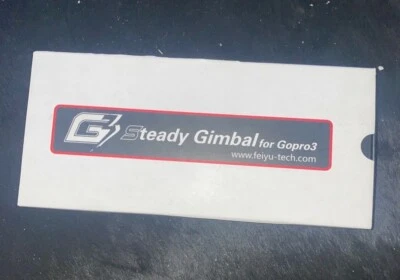 G3 Steady Gimbal for Gopro3
www.feiyu-tech.com